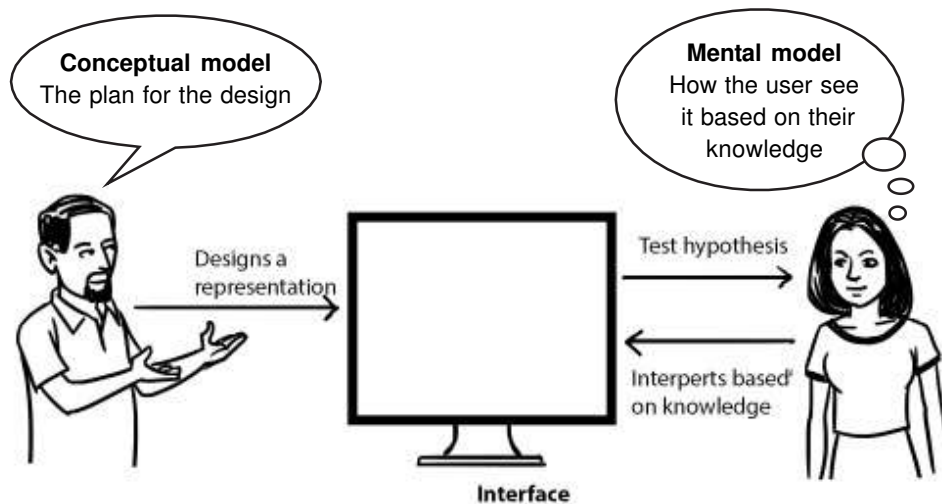 Conceptual model
The plan for the design
Mental model
How the user see
it based on their
knowledge
Designs a
representation
Test hypothesis
Interperts based
on knowledge
Interface